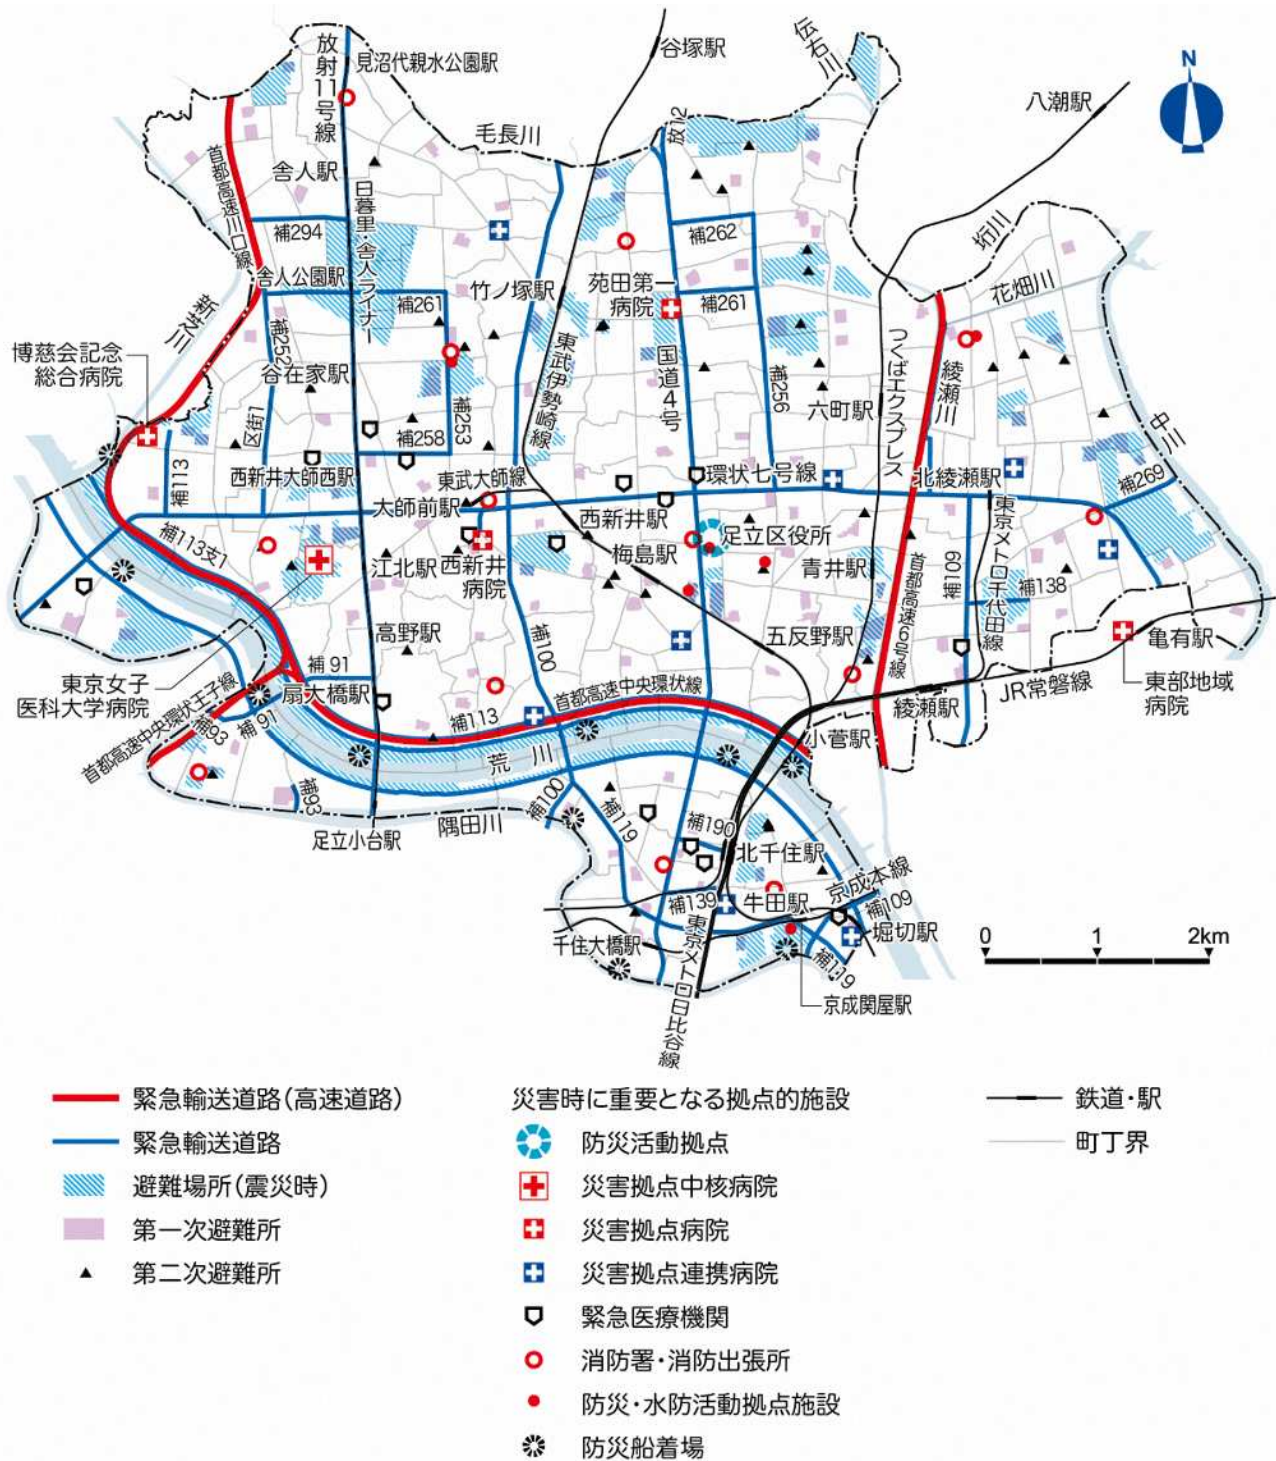 谷塚駅
伝右川
放射11号線
見沼代親水公園駅
八潮駅
N
毛長川
放12
舎人駅
首都高速川口線
日暮里・舎人ライナー
補294
補262
垳川
舎人公園駅
竹ノ塚駅
苑田第一
病院
花畑川
補261
補261
新芝川
補252
東武伊勢崎線
国道4号
つくばエクスプレス
綾瀬川
博慈会記念
総合病院
谷在家駅
補253
補256
六町駅
中川
区街1
補258
補113
西新井大師西駅
東武大師線
環状七号線
北綾瀬駅
補269
大師前駅
西新井駅
足立区役所
東京メトロ千代田線
補113支1
江北駅
西新井
病院
梅島駅
青井駅
首都高速6号線
補109
補138
高野駅
補100
五反野駅
亀有駅
東京女子
医科大学病院
補91
扇大橋駅
首都高速中央環状線
JR常磐線
綾瀬駅
東部地域
病院
首都高速中央環状王子線
補93
補91
補113
荒川
小菅駅
補93
隅田川
補100
補119
補190
足立小台駅
北千住駅
京成本線
補139
牛田駅
補109
堀切駅
千住大橋駅
東京メトロ日比谷線
補119
京成関屋駅
0 1 2km
緊急輸送道路(高速道路)
緊急輸送道路
避難場所(震災時)
第一次避難所
第二次避難所
災害時に重要となる拠点的施設
防災活動拠点
災害拠点中核病院
災害拠点病院
災害拠点連携病院
緊急医療機関
消防署・消防出張所
防災・水防活動拠点施設
防災船着場
鉄道・駅
町丁界